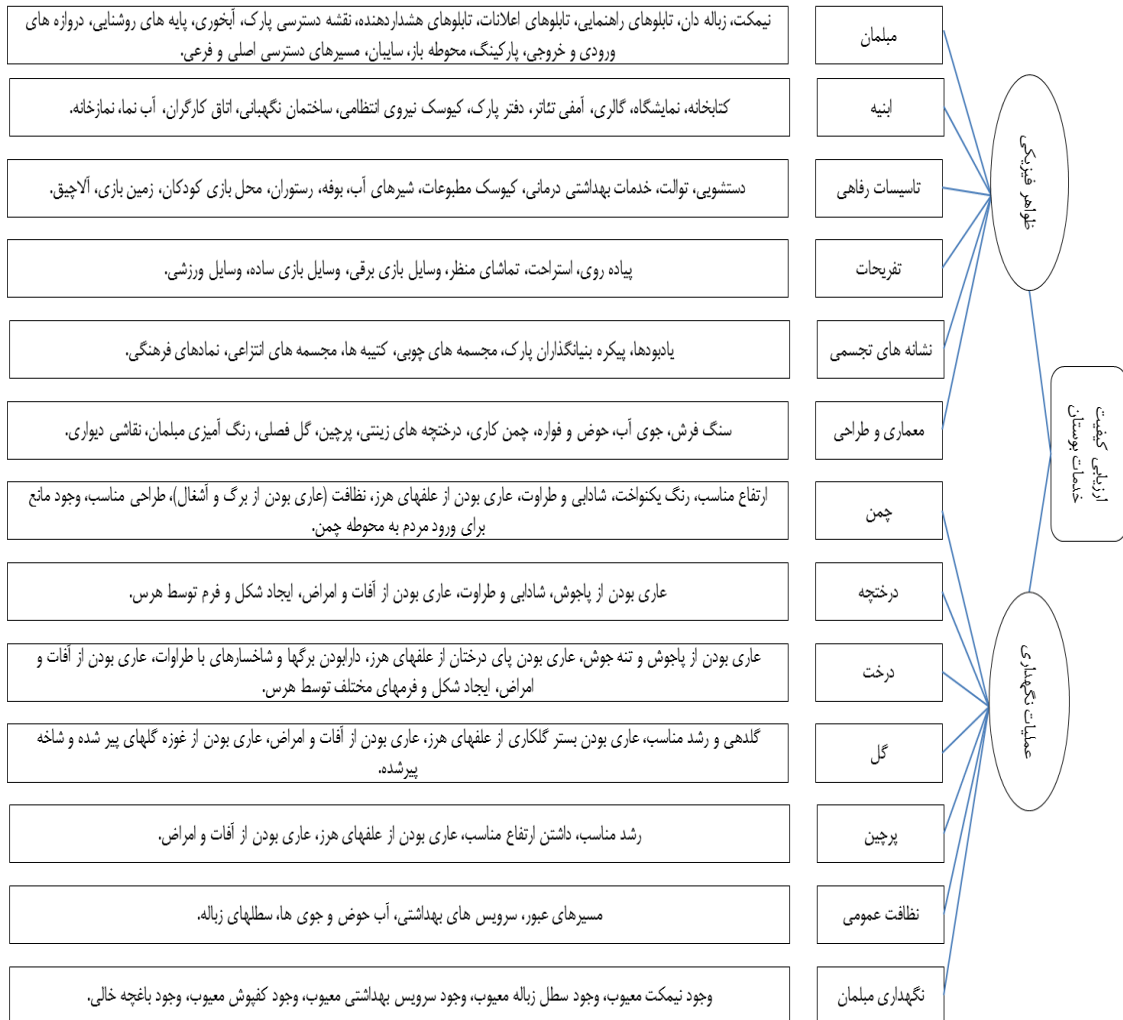 ارزیابی کیفیت
خدمات بوستان
ظواهر فیزیکی
مبلمان
نیمکت، زباله دان، تابلوهای راهنمایی، تابلوهای اعلانات، تابلوهای هشداردهنده، نقشه دسترسی پارک، آبخوری، پایه های روشنایی، دروازه های
ورودی و خروجی، پارکینگ، محوطه باز، سایبان، مسیرهای دسترسی اصلی و فرعی.
ابنیه
کتابخانه، نمایشگاه، گالری، آمفی تئاتر، دفتر پارک، کیوسک نیروی انتظامی، ساختمان نگهبانی، اتاق کارگران، آب نما، نمازخانه.
تاسیسات رفاهی
دستشویی، توالت، خدمات بهداشتی درمانی، کیوسک مطبوعات، شیرهای آب، بوفه، رستوران، محل بازی کودکان، زمین بازی، آلاچیق.
تفریحات
پیاده روی، استراحت، تماشای منظر، وسایل بازی برقی، وسایل بازی ساده، وسایل ورزشی.
نشانه های تجسمی
یادبودها، پیکره بنیانگذاران پارک، مجسمه های چوبی، کتیبه ها، مجسمه های انتزاعی، نمادهای فرهنگی.
معماری و طراحی
سنگ فرش، جوی آب، حوض و فواره، چمن کاری، درختچه های زینتی، پرچین، گل فصلی، رنگ آمیزی مبلمان، نقاشی دیواری.
عملیات نگهداری
چمن
ارتفاع مناسب، رنگ یکنواخت، شادابی و طراوت، عاری بودن از علفهای هرز، نظافت (عاری بودن از برگ و آشغال)، طراحی مناسب، وجود مانع
برای ورود مردم به محوطه چمن.
درختچه
عاری بودن از پاجوش، شادابی و طراوت، عاری بودن از آفات و امراض، ایجاد شکل و فرم توسط هرس.
درخت
عاری بودن از پاجوش و تنه جوش، عاری بودن پای درختان از علفهای هرز، دارابودن برگها و شاخسارهای با طراوات، عاری بودن از آفات و
امراض، ایجاد شکل و فرمهای مختلف توسط هرس.
گل
گلدهی و رشد مناسب، عاری بودن بستر گلکاری از علفهای هرز، عاری بودن از آفات و امراض، عاری بودن از غوزه گلهای پیر شده و شاخه
پیرشده.
پرچین
رشد مناسب، داشتن ارتفاع مناسب، عاری بودن از علفهای هرز، عاری بودن از آفات و امراض.
نظافت عمومی
مسیرهای عبور، سرویس های بهداشتی، آب حوض و جوی ها، سطلهای زباله.
نگهداری مبلمان
وجود نیمکت معیوب، وجود سطل زباله معیوب، وجود سرویس بهداشتی معیوب، وجود کفپوش معیوب، وجود باغچه خالی.